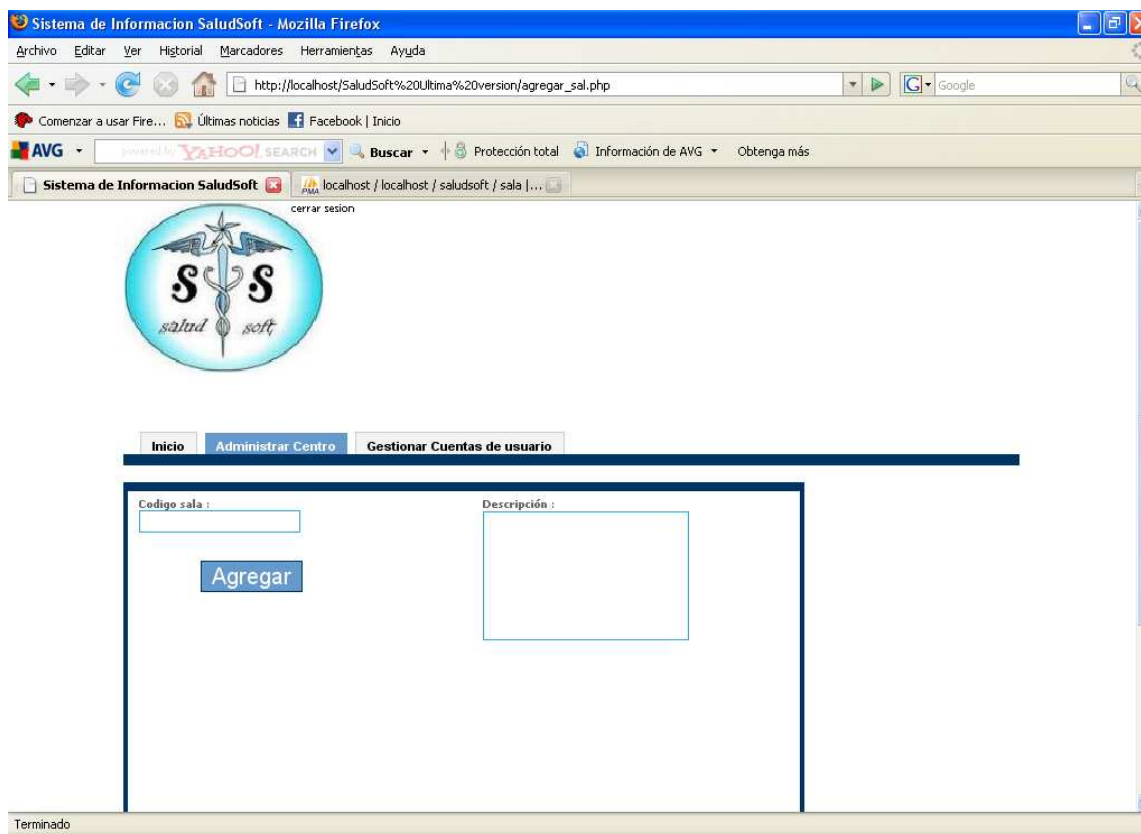 Sistema de Informacion SaludSoft - Mozilla Firefox
Archivo Editar Ver Historial Marcadores Herramientas Ayuda
http://localhost/SaludSoft%20Ultima%20version/agregar_sal.php
G Google
Comenzar a usar Fire... Últimas noticias Facebook | Inicio
AVG powered by YAHOO! SEARCH Buscar Protección total Información de AVG Obtenga más
Sistema de Informacion SaludSoft PMA localhost / localhost / saludsoft / sala |...
cerrar sesion
S S
salud soft
Inicio Administrar Centro Gestionar Cuentas de usuario
Codigo sala : Descripción :
Agregar
Terminado